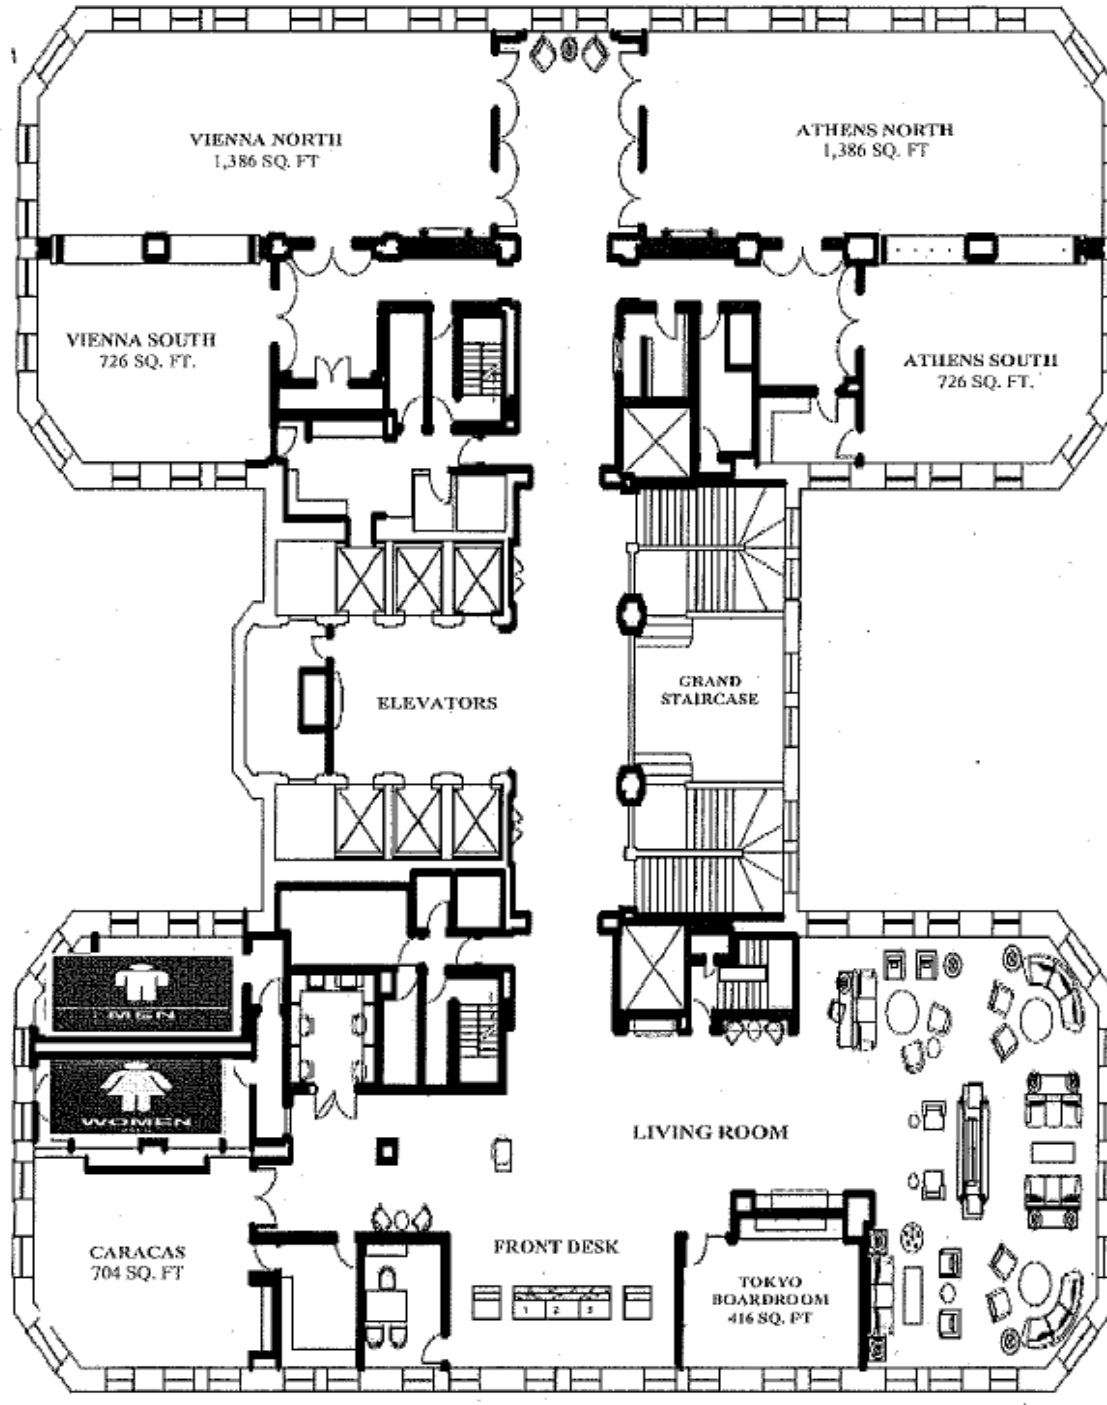 VIENNA NORTH
1,386 SQ. FT
ATHENS NORTH
1,386 SQ. FT
VIENNA SOUTH
726 SQ. FT.
ATHENS SOUTH
726 SQ. FT.
GRAND
STAIRCASE
ELEVATORS
MEN
WOMEN
LIVING ROOM
CARACAS
704 SQ. FT
FRONT DESK
1 2 3
TOKYO
BOARDROOM
416 SQ. FT